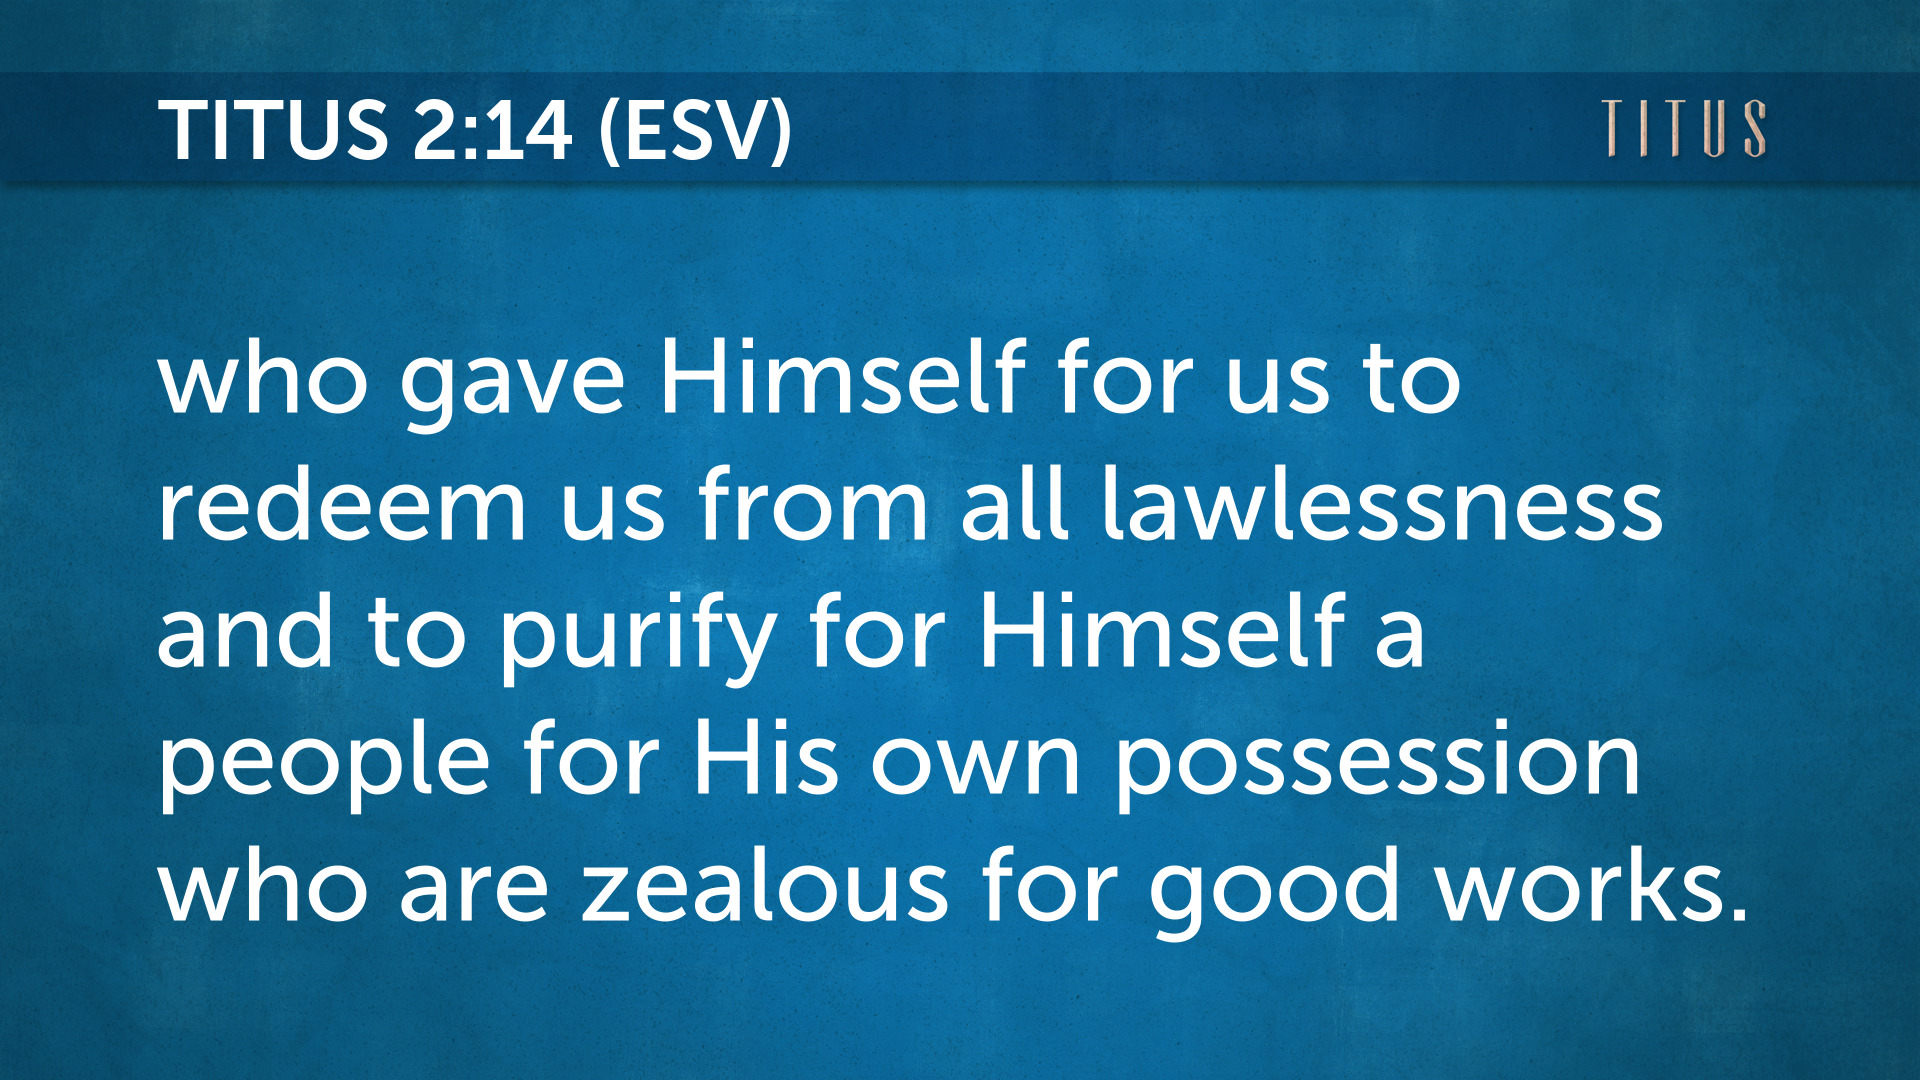 TITUS 2:14 (ESV)
TITUS
who gave Himself for us to
redeem us from all lawlessness
and to purify for Himself a
people for His own possession
who are zealous for good works.